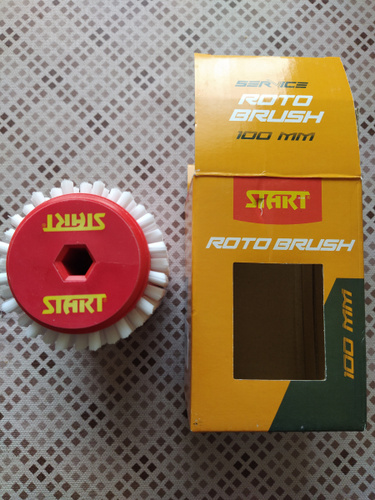 SERVICE
ROTO
BRUSH
100 MM
START
ROTO BRUSH
100 MM
START
START